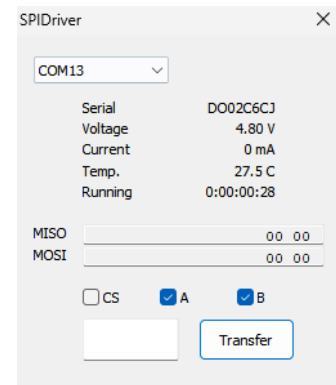 SPIDriver
COM13
Serial DO02C6CJ
Voltage 4.80 V
Current 0 mA
Temp. 27.5 C
Running 0:00:00:28
MISO 00 00
MOSI 00 00
CS A B
Transfer